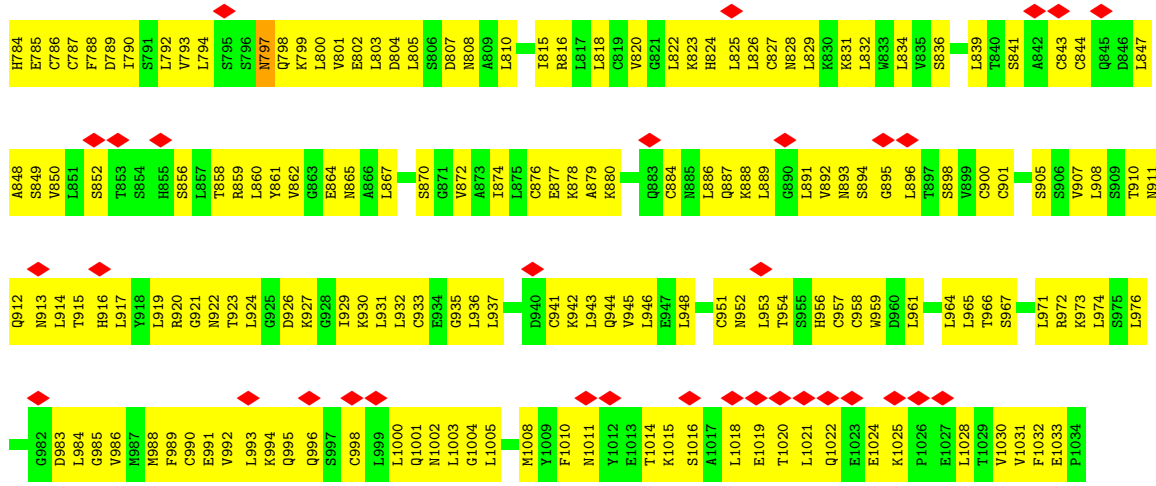 H784 E785 C786 C787 F788 D789 I790 S791 L792 V793 L794 S795 S796 N797 Q798 K799 L800 V801 E802 L803 D804 L805 S806 D807 N808 A809 L810 I815 R816 L817 L818 C819 V820 G821 L822 K823 H824 L825 L826 C827 N828 L829 K830 K831 L832 W833 L834 V835 S836 L839 T840 S841 A842 C843 C844 Q845 D846 L847
A848 S849 V850 L851 S852 T853 S854 H855 S856 L857 T858 R859 L860 Y861 V862 G863 E864 N865 A866 L867 S870 G871 V872 A873 I874 L875 C876 E877 K878 A879 K880 Q883 C884 N885 L886 Q887 K888 L889 G890 L891 V892 N893 S894 G895 L896 T897 S898 V899 C900 C901 S905 S906 V907 L908 S909 T910 N911
Q912 N913 L914 T915 H916 L917 Y918 L919 R920 G921 N922 T923 L924 G925 D926 K927 G928 I929 K930 L931 L932 C933 E934 G935 L936 L937 D940 C941 K942 L943 Q944 V945 L946 E947 L948 C951 N952 L953 T954 S955 H956 C957 C958 W959 D960 L961 L964 L965 T966 S967 L971 R972 K973 L974 S975 L976
G982 D983 L984 G985 V986 M987 M988 F989 C990 E991 V992 L993 K994 Q995 Q996 S997 C998 L999 L1000 Q1001 N1002 L1003 G1004 L1005 M1008 Y1009 F1010 N1011 Y1012 E1013 T1014 K1015 S1016 A1017 L1018 E1019 T1020 L1021 Q1022 E1023 E1024 K1025 P1026 E1027 L1028 T1029 V1030 V1031 F1032 E1033 P1034